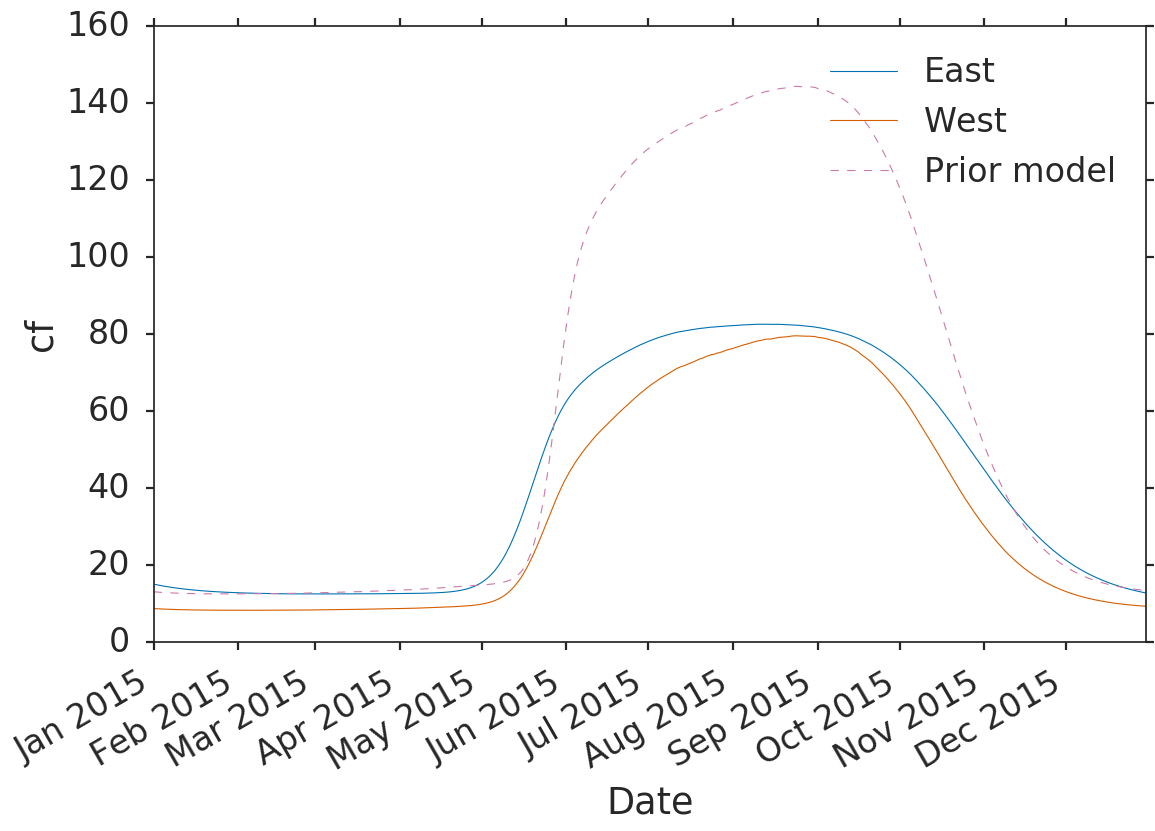 160
140
120
100
80
60
40
20
0
cf
East
West
Prior model
Jan 2015
Feb 2015
Mar 2015
Apr 2015
May 2015
Jun 2015
Jul 2015
Aug 2015
Sep 2015
Oct 2015
Nov 2015
Dec 2015
Date